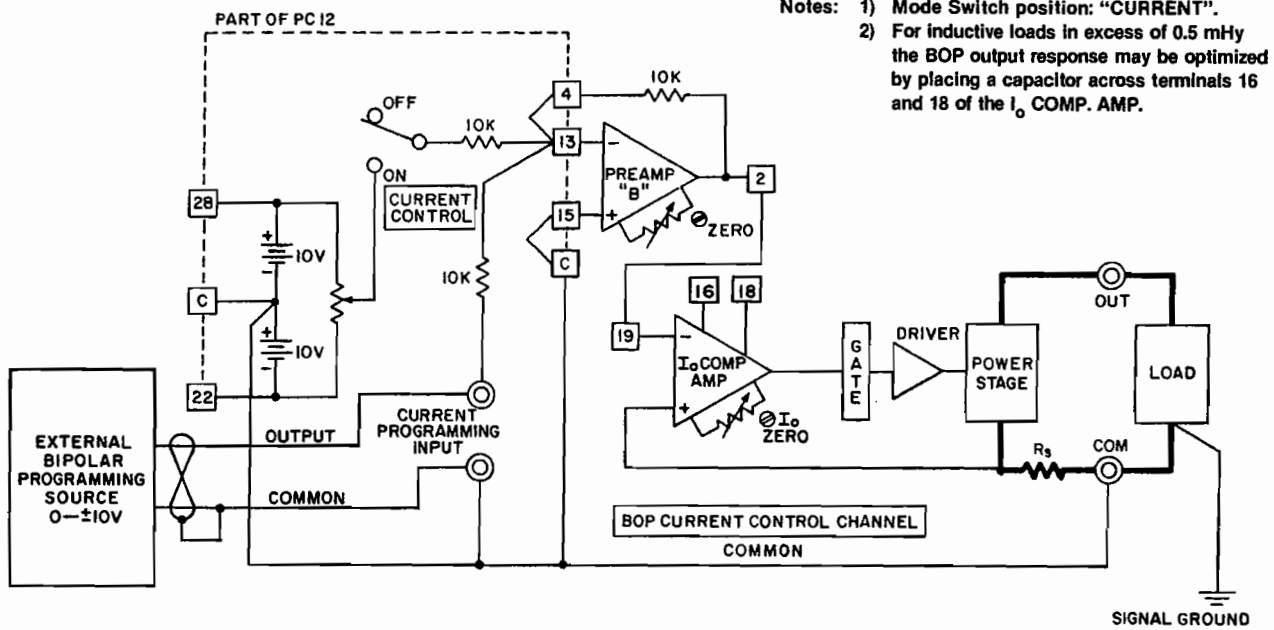 PART OF PC 12
Notes: 1) Mode Switch position: “CURRENT”.
2) For inductive loads in excess of 0.5 mHy
the BOP output response may be optimized
by placing a capacitor across terminals 16
and 18 of the Io COMP. AMP.
OFF
10K
4
10K
13
−
PREAMP
“B”
2
ON
CURRENT
CONTROL
28
+
−
10V
15
+
ZERO
C
10K
C
+
−
10V
16
18
19
−
Io COMP
AMP
+
Io
ZERO
GATE
DRIVER
POWER
STAGE
OUT
LOAD
22
CURRENT
PROGRAMMING
INPUT
EXTERNAL
BIPOLAR
PROGRAMMING
SOURCE
0—±10V
OUTPUT
COMMON
Rs
COM
BOP CURRENT CONTROL CHANNEL
COMMON
SIGNAL GROUND